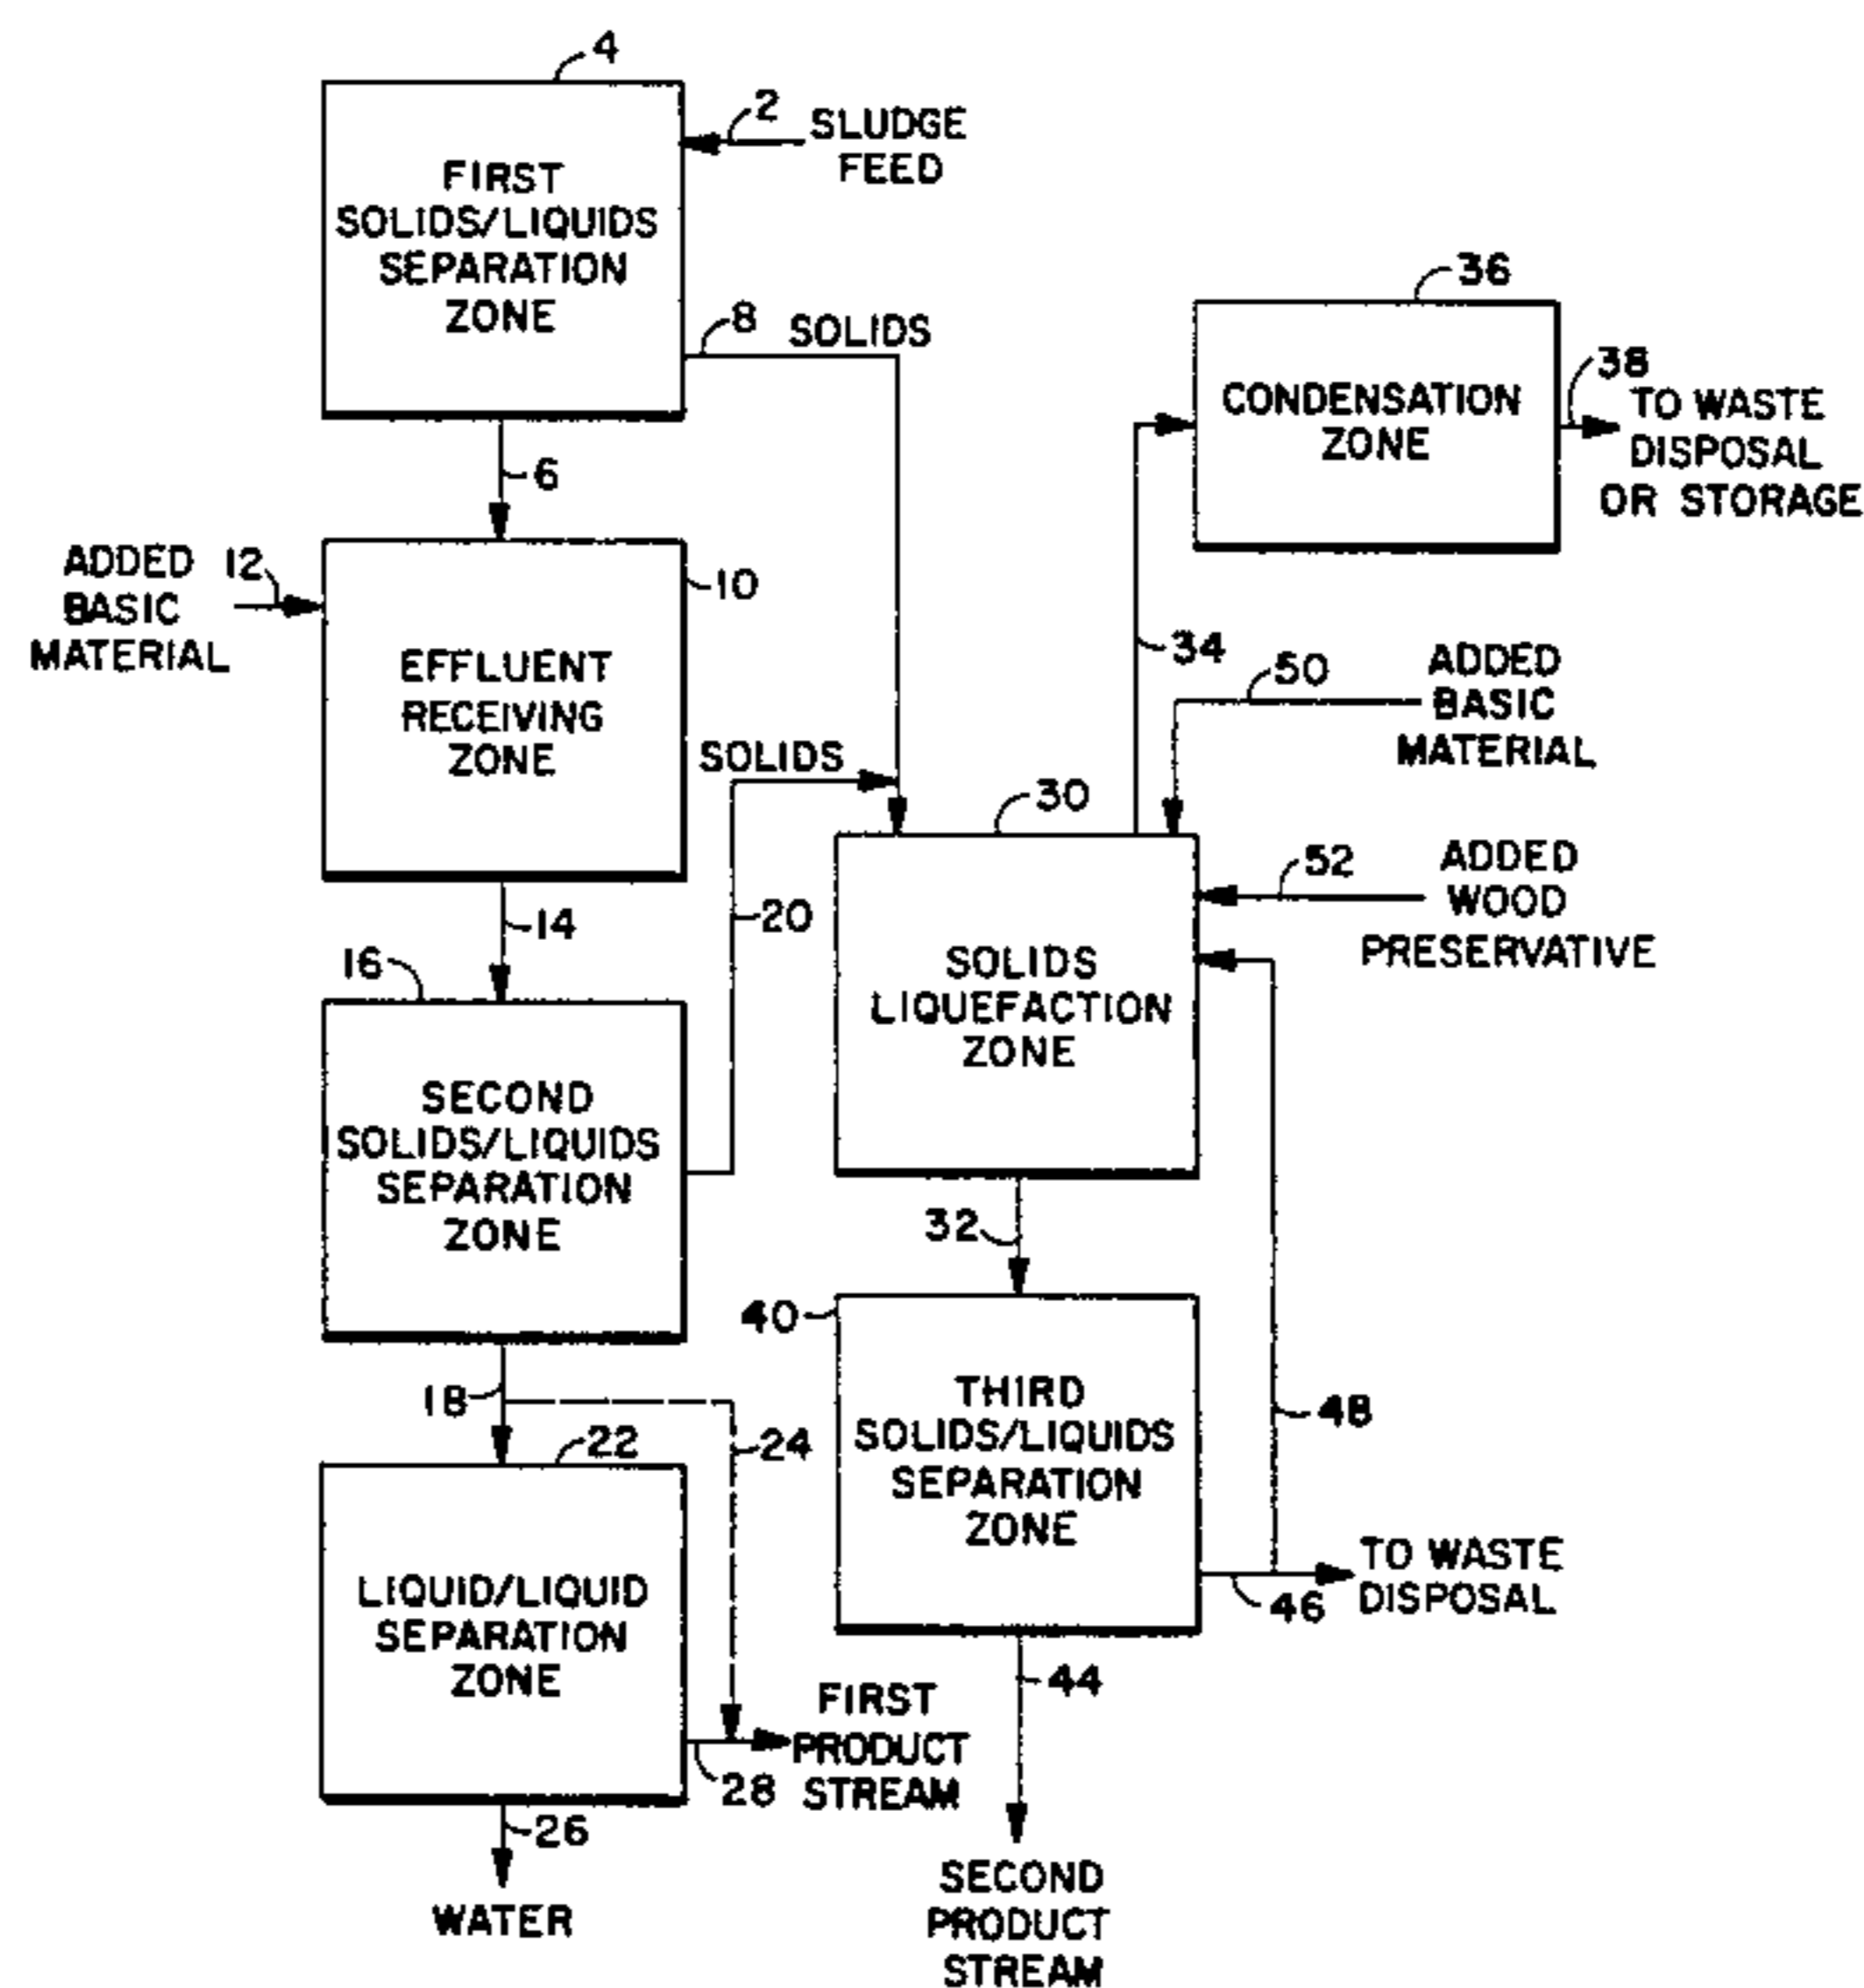 4
2
SLUDGE
FEED
FIRST
SOLIDS/LIQUIDS
SEPARATION
ZONE
8 SOLIDS
6
36
CONDENSATION
ZONE
38
TO WASTE
DISPOSAL
OR STORAGE
ADDED
BASIC
MATERIAL
12
10
EFFLUENT
RECEIVING
ZONE
34
50
ADDED
BASIC
MATERIAL
SOLIDS
30
52
ADDED
WOOD
PRESERVATIVE
14
20
16
SOLIDS
LIQUEFACTION
ZONE
SECOND
SOLIDS/LIQUIDS
SEPARATION
ZONE
32
40
18
24
22
THIRD
SOLIDS/LIQUIDS
SEPARATION
ZONE
48
46
TO WASTE
DISPOSAL
LIQUID/LIQUID
SEPARATION
ZONE
44
FIRST
PRODUCT
STREAM
28
26
WATER
SECOND
PRODUCT
STREAM